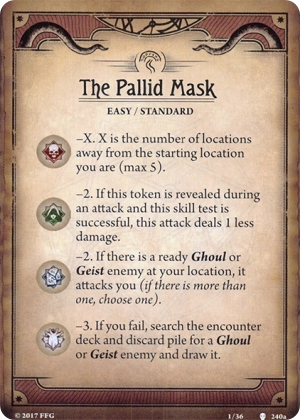 The Pallid Mask
EASY / STANDARD
–X. X is the number of locations
away from the starting location
you are (max 5).
–2. If this token is revealed during
an attack and this skill test is
successful, this attack deals 1 less
damage.
–2. If there is a ready Ghoul or
Geist enemy at your location, it
attacks you (if there is more than
one, choose one).
–3. If you fail, search the encounter
deck and discard pile for a Ghoul
or Geist enemy and draw it.
© 2017 FFG 1/36 240a